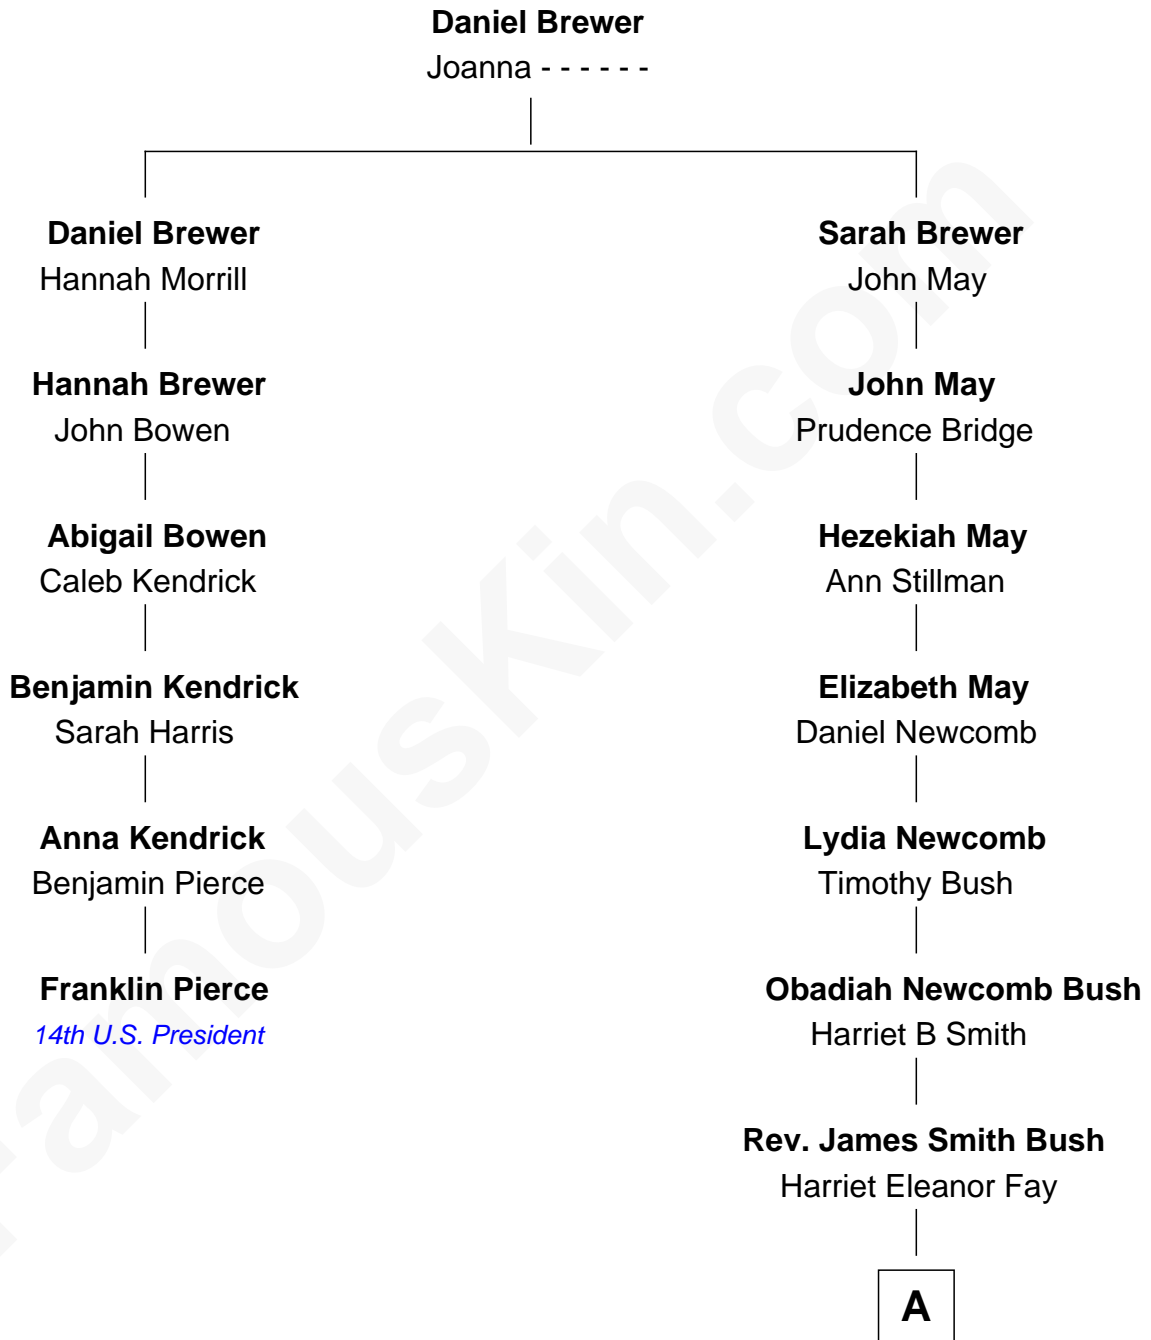 Daniel Brewer
Joanna - - - - - -
Daniel Brewer
Hannah Morrill
Hannah Brewer
John Bowen
Abigail Bowen
Caleb Kendrick
Benjamin Kendrick
Sarah Harris
Anna Kendrick
Benjamin Pierce
Franklin Pierce
14th U.S. President
Sarah Brewer
John May
John May
Prudence Bridge
Hezekiah May
Ann Stillman
Elizabeth May
Daniel Newcomb
Lydia Newcomb
Timothy Bush
Obadiah Newcomb Bush
Harriet B Smith
Rev. James Smith Bush
Harriet Eleanor Fay
A
FamousKin.com